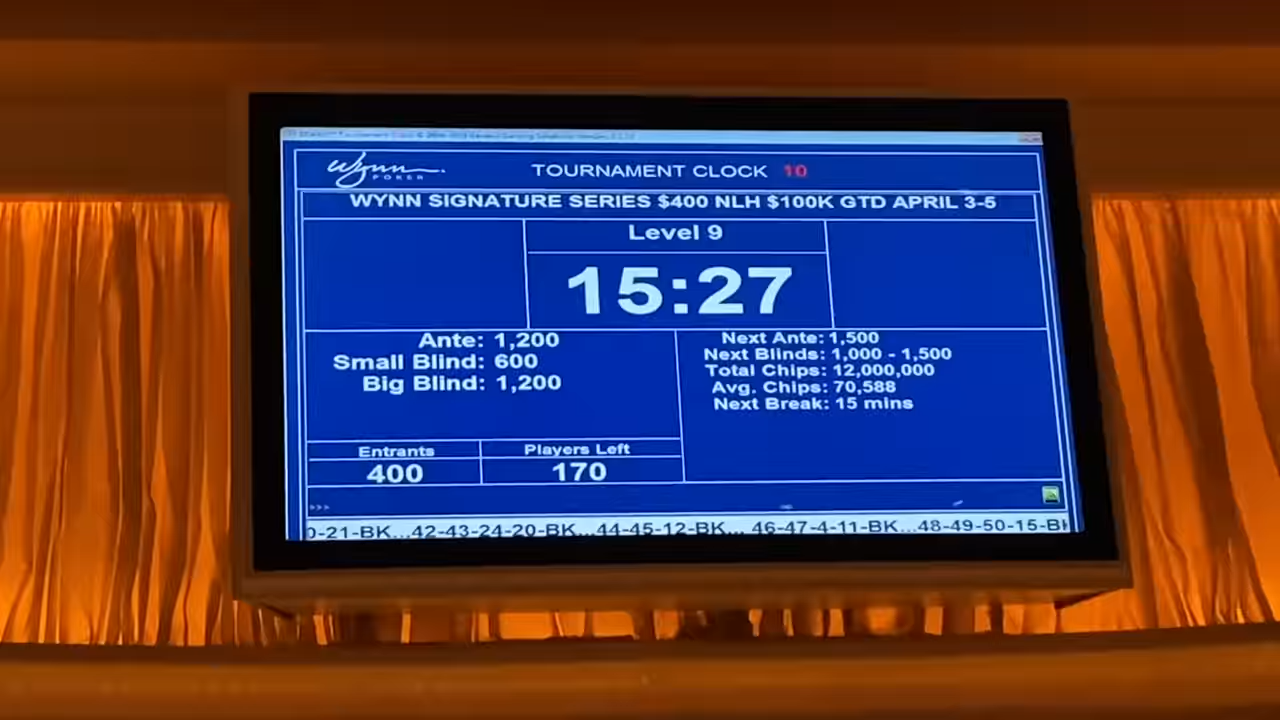 Wynn.
POKER
TOURNAMENT CLOCK 10
WYNN SIGNATURE SERIES $400 NLH $100K GTD APRIL 3-5
Level 9
15:27
Ante: 1,200
Small Blind: 600
Big Blind: 1,200
Next Ante: 1,500
Next Blinds: 1,000 - 1,500
Total Chips: 12,000,000
Avg. Chips: 70,588
Next Break: 15 mins
Entrants
400
Players Left
170
>>>
0-21-BK...42-43-24-20-BK...44-45-12-BK... 46-47-4-11-BK...48-49-50-15-BK